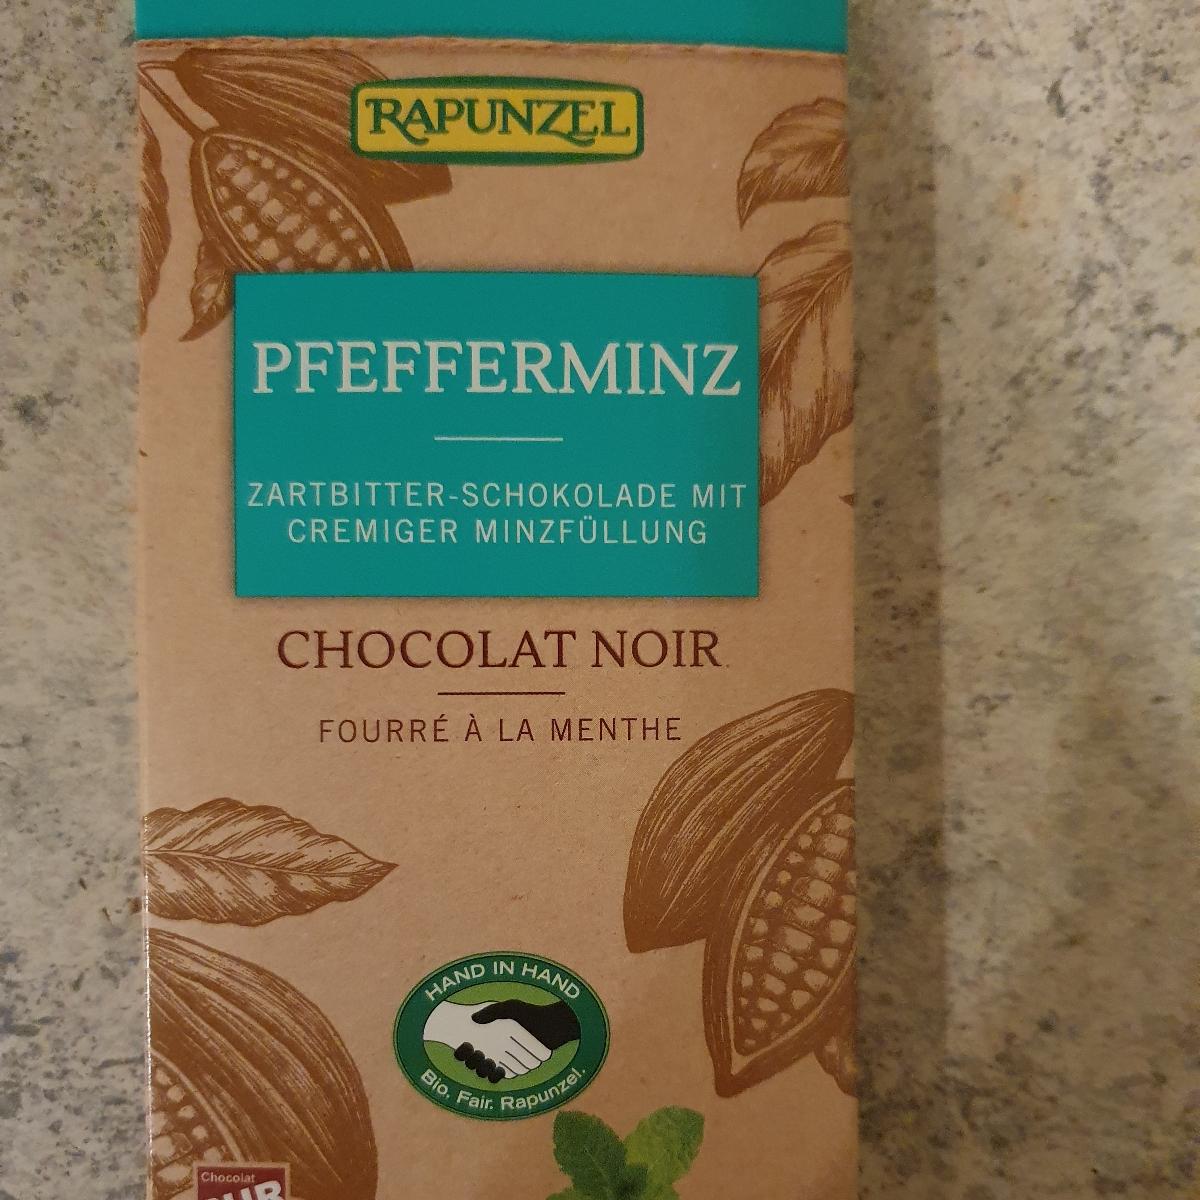 RAPUNZEL
PFEFFERMINZ
ZARTBITTER-SCHOKOLADE MIT
CREMIGER MINZFÜLLUNG
CHOCOLAT NOIR
FOURRÉ À LA MENTHE
HAND IN HAND
Bio. Fair. Rapunzel.
Chocolat